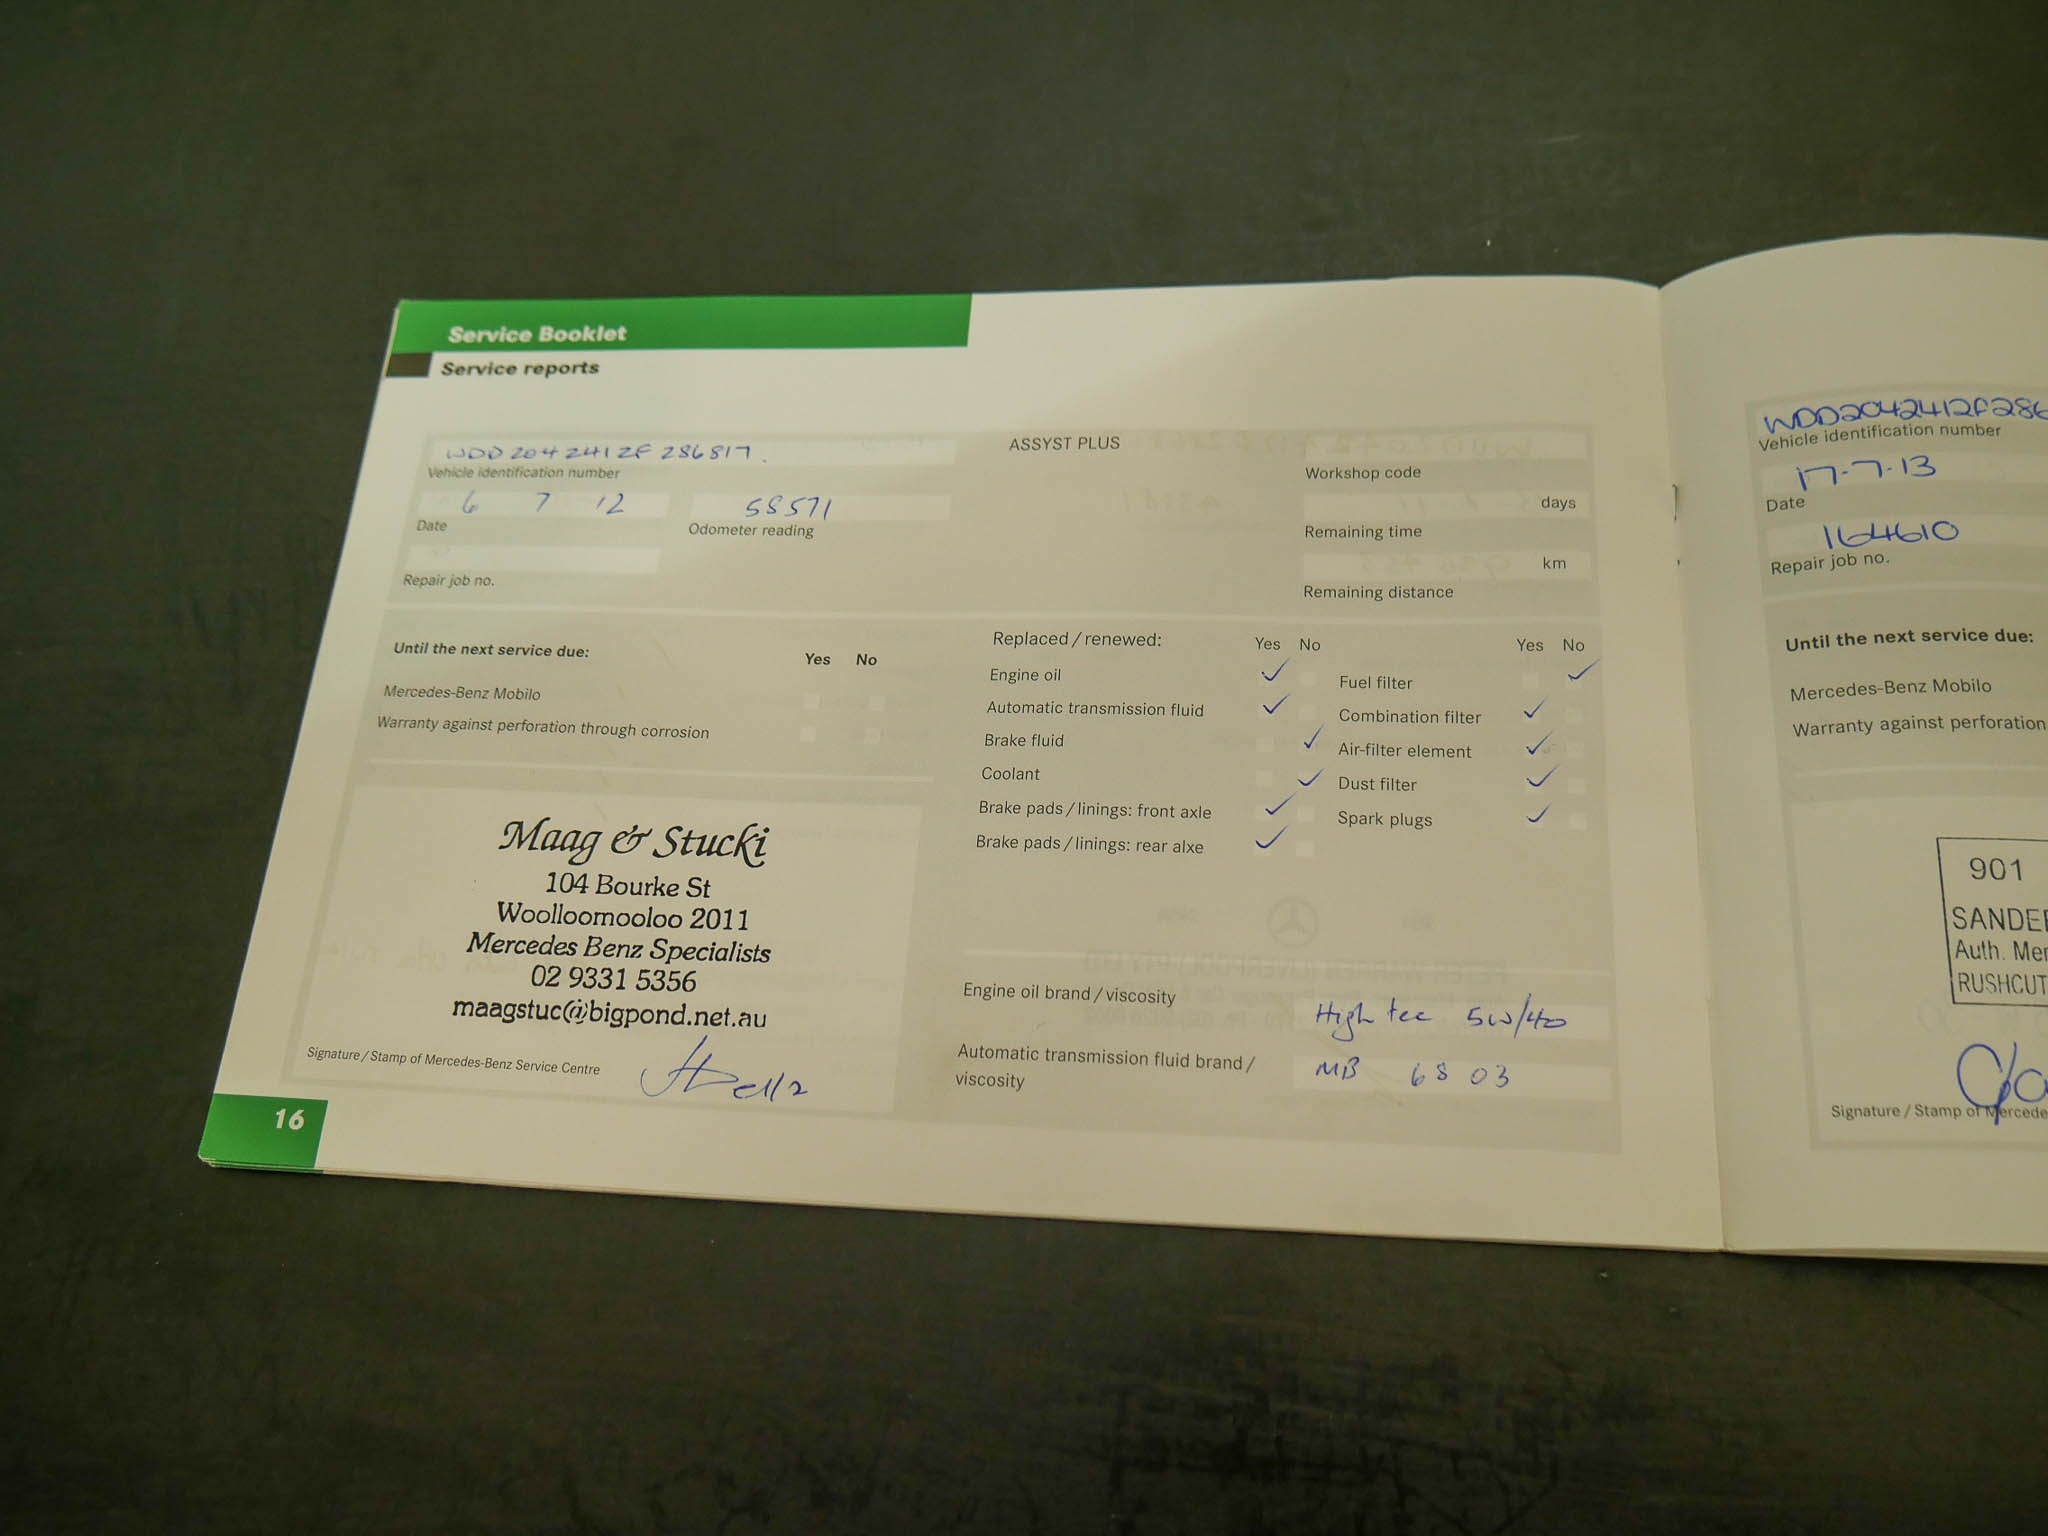 Service Booklet
Service reports
WDD2042412F286817.
Vehicle identification number
6 7 12
Date
58571
Odometer reading
Repair job no.
ASSYST PLUS
Workshop code
days
Remaining time
km
Remaining distance
Until the next service due: Yes No
Mercedes-Benz Mobilo
Warranty against perforation through corrosion
Replaced / renewed: Yes No Yes No
Engine oil ✓
Automatic transmission fluid ✓
Brake fluid ✓
Coolant ✓
Brake pads / linings: front axle ✓
Brake pads / linings: rear alxe ✓
Fuel filter ✓
Combination filter ✓
Air-filter element ✓
Dust filter ✓
Spark plugs ✓
Maag & Stucki
104 Bourke St
Woolloomooloo 2011
Mercedes Benz Specialists
02 9331 5356
maagstuc@bigpond.net.au
Signature / Stamp of Mercedes-Benz Service Centre
Engine oil brand / viscosity
High tec 5W/40
Automatic transmission fluid brand /
viscosity
MB 68 03
16
WDD2042412F286
Vehicle identification number
17-7-13
Date
164610
Repair job no.
Until the next service due:
Mercedes-Benz Mobilo
Warranty against perforation
901
SANDE
Auth. Mer
RUSHCUT
Signature / Stamp of Mercede